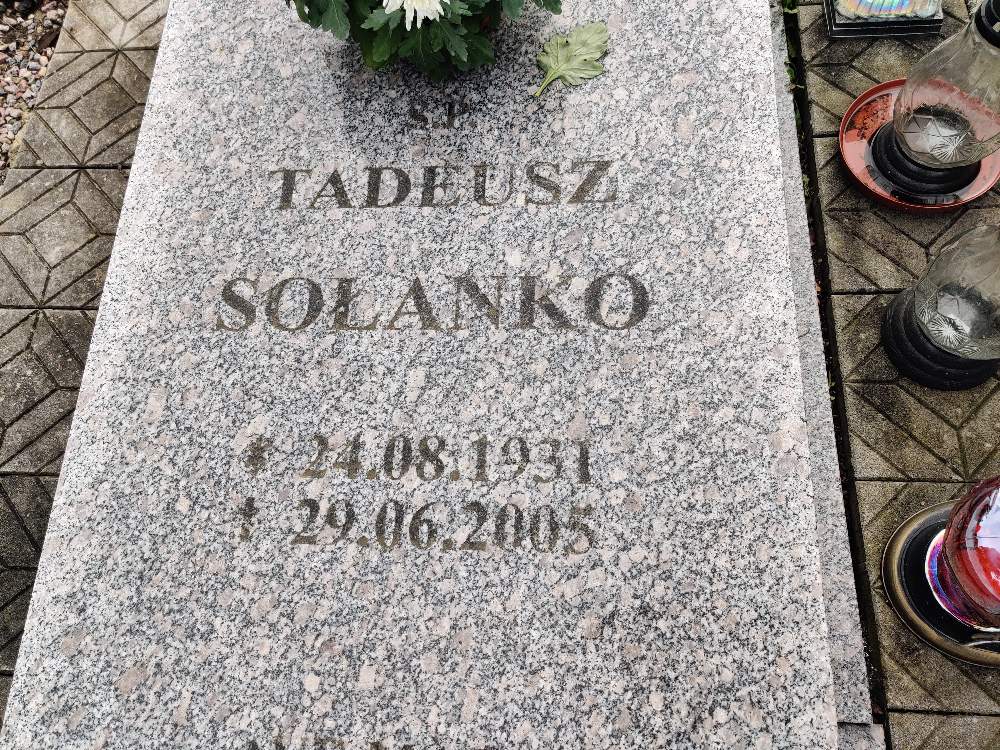 TADEUSZ
SOŁANKO
* 24.08.1931
† 29.06.2005